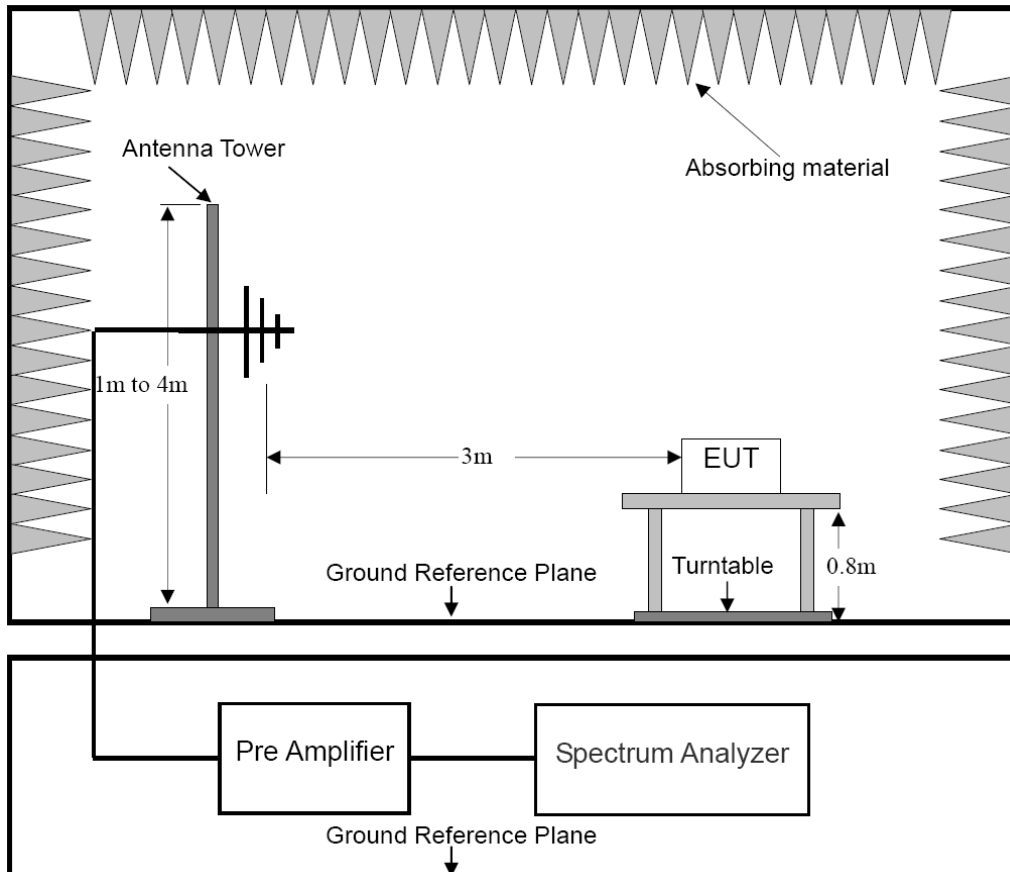 Antenna Tower
Absorbing material
1m to 4m
3m
EUT
0.8m
Ground Reference Plane
Turntable
Pre Amplifier
Spectrum Analyzer
Ground Reference Plane